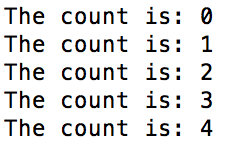 The count is: 0
The count is: 1
The count is: 2
The count is: 3
The count is: 4